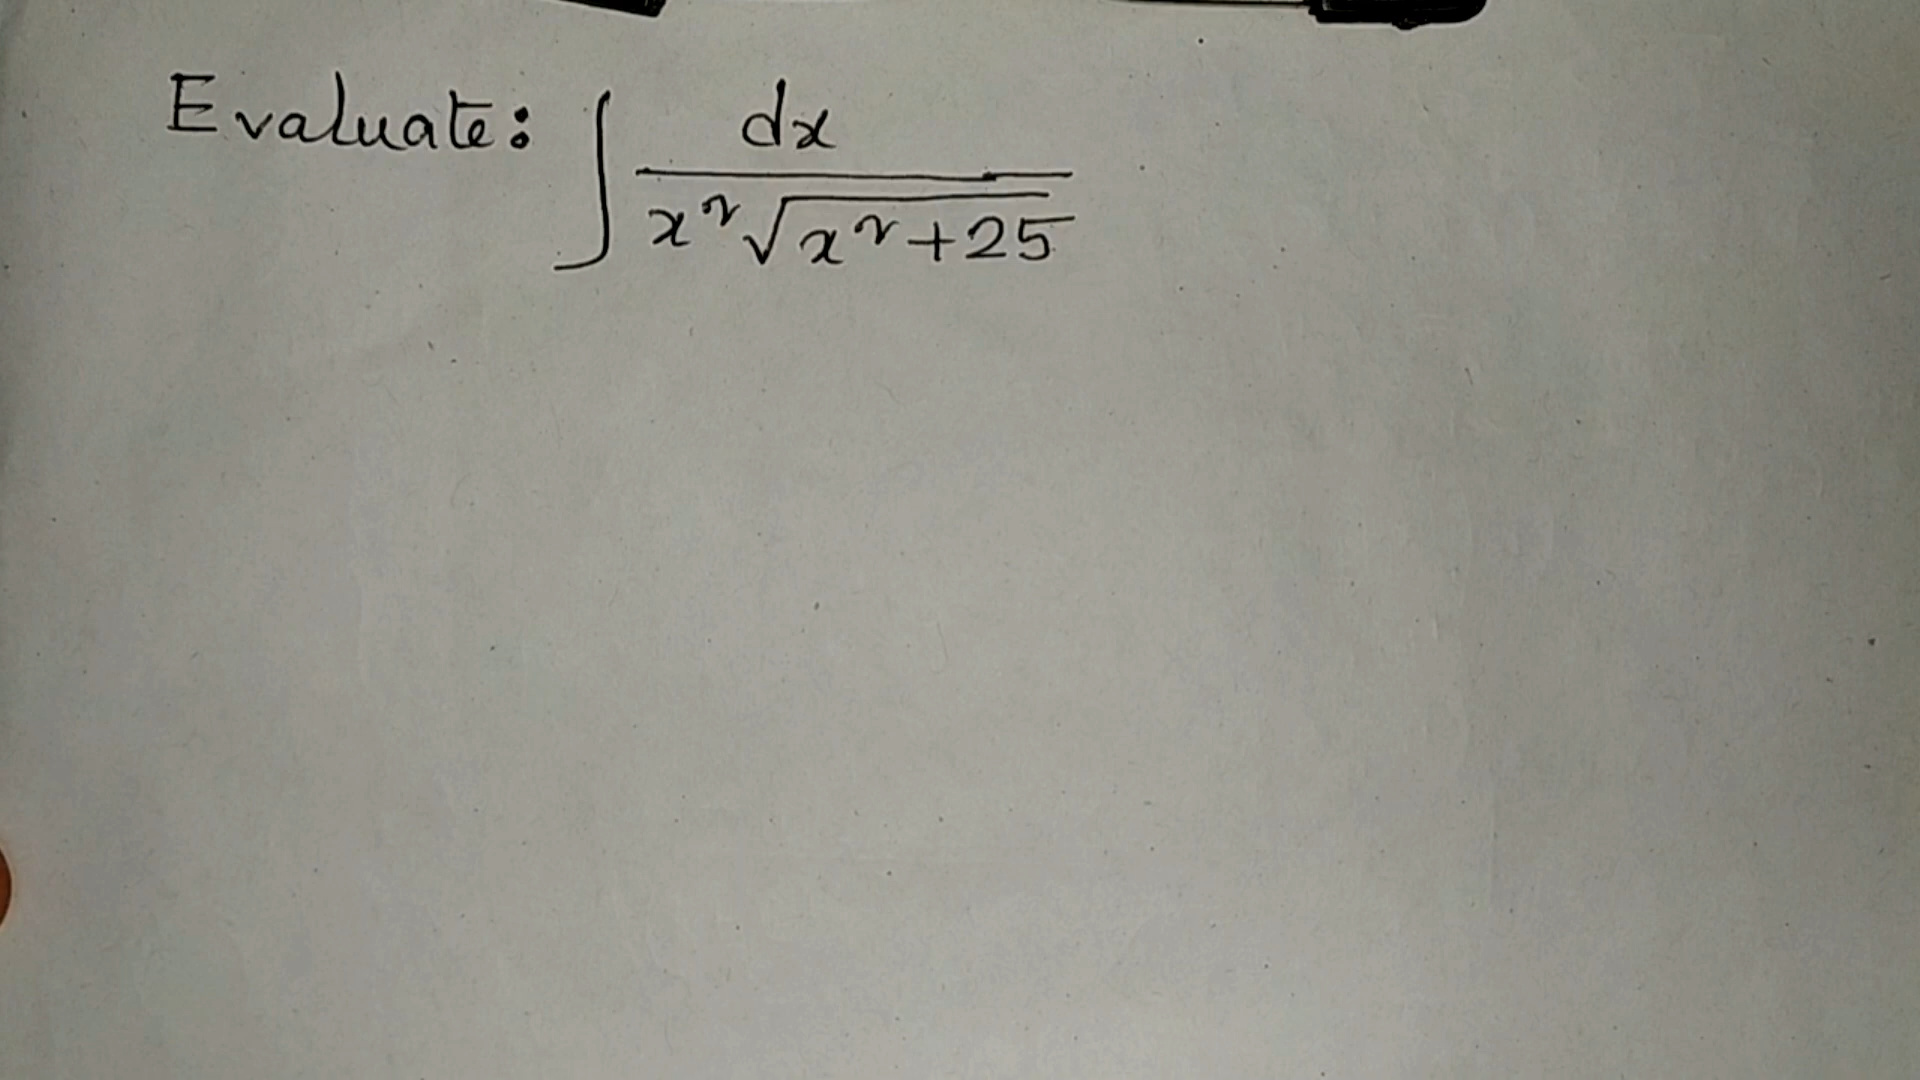 Evaluate: ∫ dx / (x²√(x²+25))